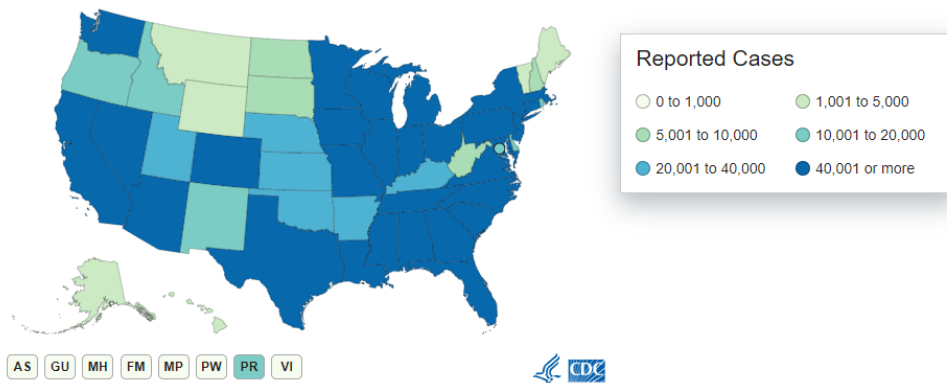 Reported Cases
0 to 1,000
1,001 to 5,000
5,001 to 10,000
10,001 to 20,000
20,001 to 40,000
40,001 or more
AS GU MH FM MP PW PR VI
CDC